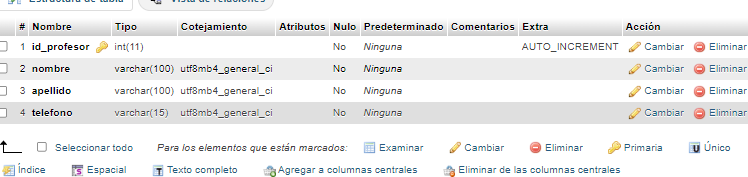 Estructura de tabla Vista de relaciones
# Nombre Tipo Cotejamiento Atributos Nulo Predeterminado Comentarios Extra Acción
1 id_profesor int(11) No Ninguna AUTO_INCREMENT Cambiar Eliminar
2 nombre varchar(100) utf8mb4_general_ci No Ninguna Cambiar Eliminar
3 apellido varchar(100) utf8mb4_general_ci No Ninguna Cambiar Eliminar
4 telefono varchar(15) utf8mb4_general_ci No Ninguna Cambiar Eliminar
Seleccionar todo Para los elementos que están marcados: Examinar Cambiar Eliminar Primaria Único
Índice Espacial Texto completo Agregar a columnas centrales Eliminar de las columnas centrales